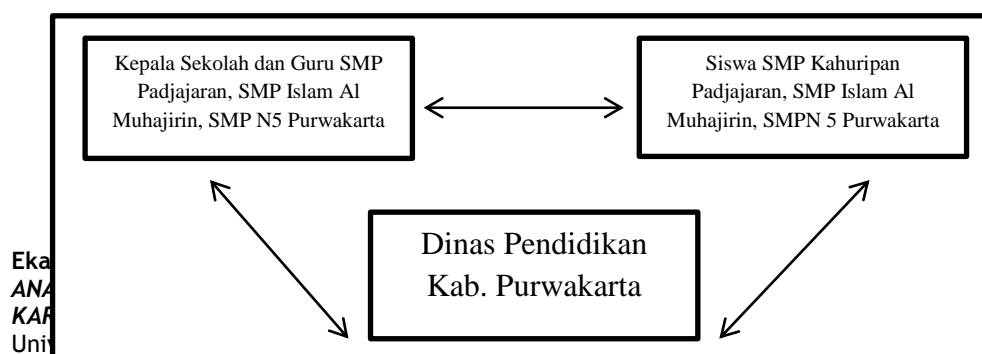 Kepala Sekolah dan Guru SMP
Padjajaran, SMP Islam Al
Muhajirin, SMP N5 Purwakarta
Siswa SMP Kahuripan
Padjajaran, SMP Islam Al
Muhajirin, SMPN 5 Purwakarta
Dinas Pendidikan
Kab. Purwakarta
Eka